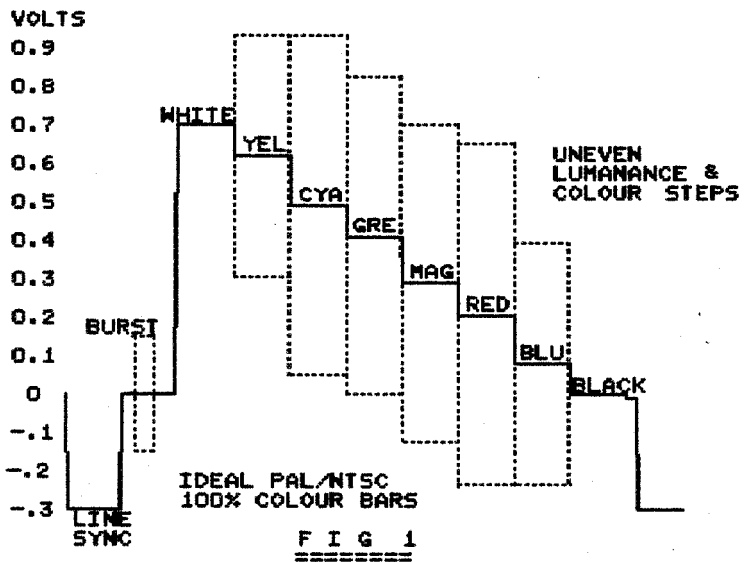 VOLTS
0.9
0.8
WHITE
0.7
YEL
0.6
UNEVEN
LUMANANCE &
COLOUR STEPS
0.5
CYA
GRE
0.4
0.3
MAG
0.2
RED
BURST
0.1
BLU
0
BLACK
-.1
-.2
IDEAL PAL/NTSC
100% COLOUR BARS
-.3
LINE
SYNC
F I G 1